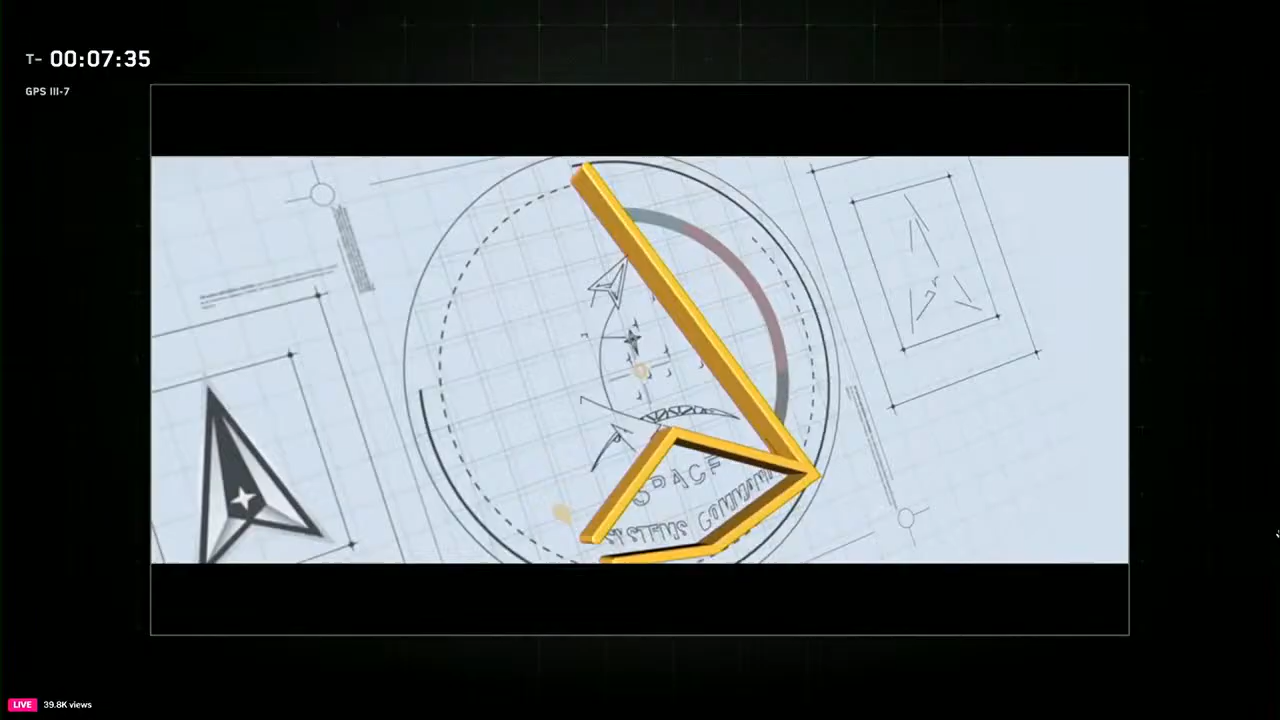 T- 00:07:35
GPS III-7
SPACE
SYSTEMS COMMAND
LIVE 39.8K views